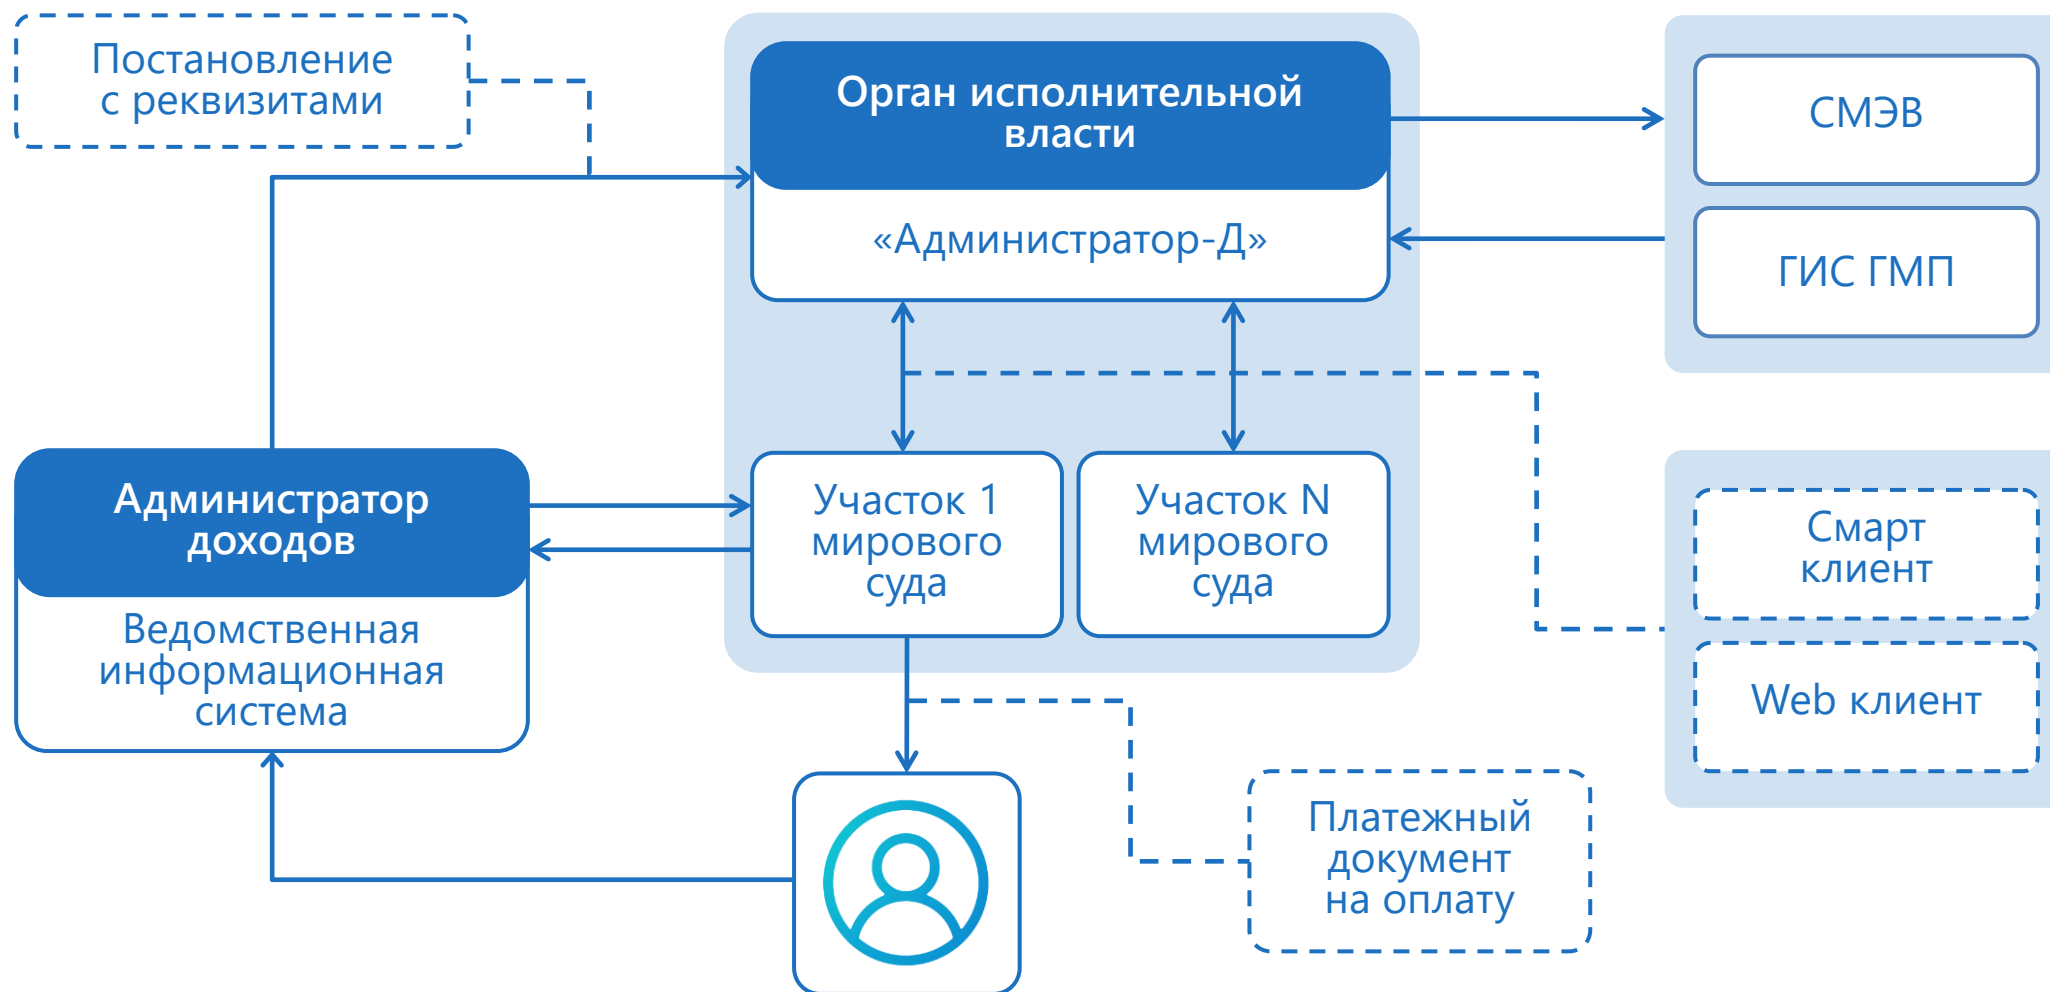 Постановление
с реквизитами
Орган исполнительной
власти
«Администратор-Д»
СМЭВ
ГИС ГМП
Администратор
доходов
Ведомственная
информационная
система
Участок 1
мирового
суда
Участок N
мирового
суда
Смарт
клиент
Web клиент
Платежный
документ
на оплату